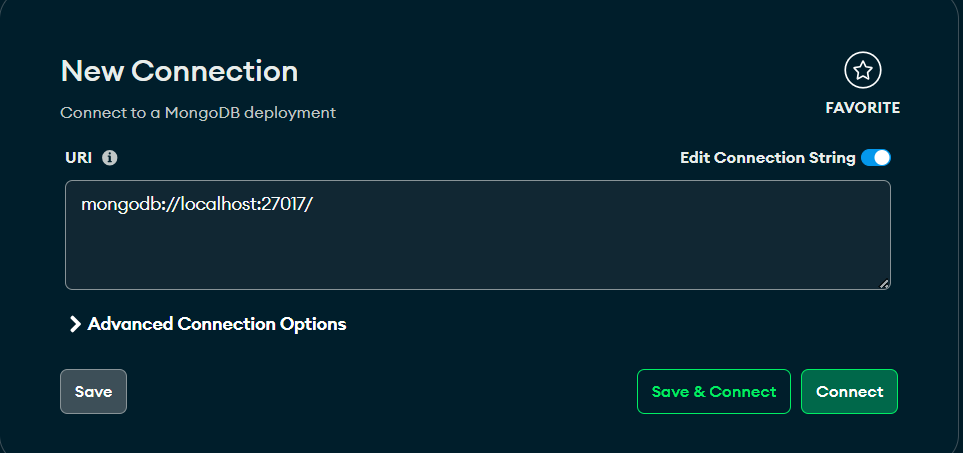 New Connection
FAVORITE
Connect to a MongoDB deployment
URI
Edit Connection String
mongodb://localhost:27017/
Advanced Connection Options
Save
Save & Connect
Connect